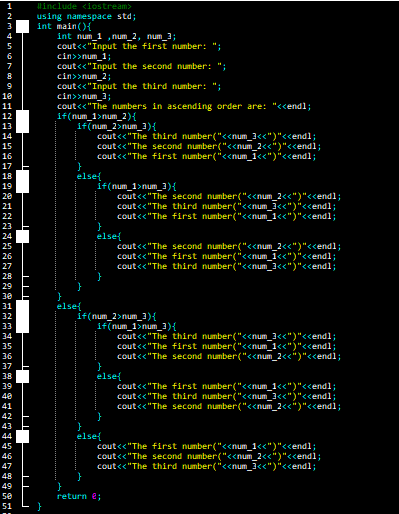 1 #include <iostream>
2 using namespace std;
3 int main(){
4 int num_1 ,num_2, num_3;
5 cout<<"Input the first number: ";
6 cin>>num_1;
7 cout<<"Input the second number: ";
8 cin>>num_2;
9 cout<<"Input the third number: ";
10 cin>>num_3;
11 cout<<"The numbers in ascending order are: "<<endl;
12 if(num_1>num_2){
13 if(num_2>num_3){
14 cout<<"The third number("<<num_3<<")"<<endl;
15 cout<<"The second number("<<num_2<<")"<<endl;
16 cout<<"The first number("<<num_1<<")"<<endl;
17 }
18 else{
19 if(num_1>num_3){
20 cout<<"The second number("<<num_2<<")"<<endl;
21 cout<<"The third number("<<num_3<<")"<<endl;
22 cout<<"The first number("<<num_1<<")"<<endl;
23 }
24 else{
25 cout<<"The second number("<<num_2<<")"<<endl;
26 cout<<"The first number("<<num_1<<")"<<endl;
27 cout<<"The third number("<<num_3<<")"<<endl;
28 }
29 }
30 }
31 else{
32 if(num_2>num_3){
33 if(num_1>num_3){
34 cout<<"The third number("<<num_3<<")"<<endl;
35 cout<<"The first number("<<num_1<<")"<<endl;
36 cout<<"The second number("<<num_2<<")"<<endl;
37 }
38 else{
39 cout<<"The first number("<<num_1<<")"<<endl;
40 cout<<"The third number("<<num_3<<")"<<endl;
41 cout<<"The second number("<<num_2<<")"<<endl;
42 }
43 }
44 else{
45 cout<<"The first number("<<num_1<<")"<<endl;
46 cout<<"The second number("<<num_2<<")"<<endl;
47 cout<<"The third number("<<num_3<<")"<<endl;
48 }
49 }
50 return 0;
51 }